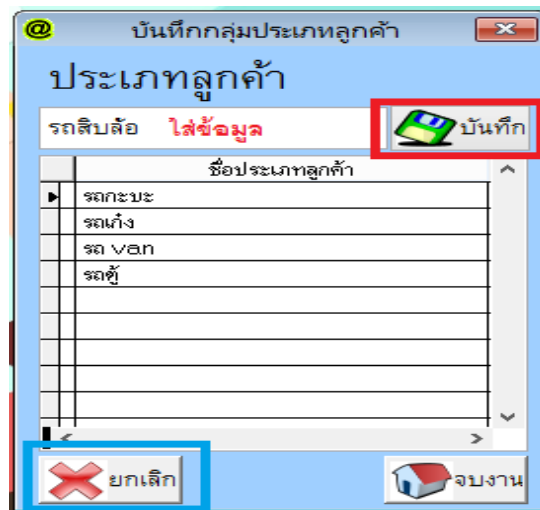 @ บันทึกกลุ่มประเภทลูกค้า
ประเภทลูกค้า
รถสิบล้อ ใส่ข้อมูล บันทึก
ชื่อประเภทลูกค้า
รถกะบะ
รถเก๋ง
รถ van
รถตู้
ยกเลิก จบงาน